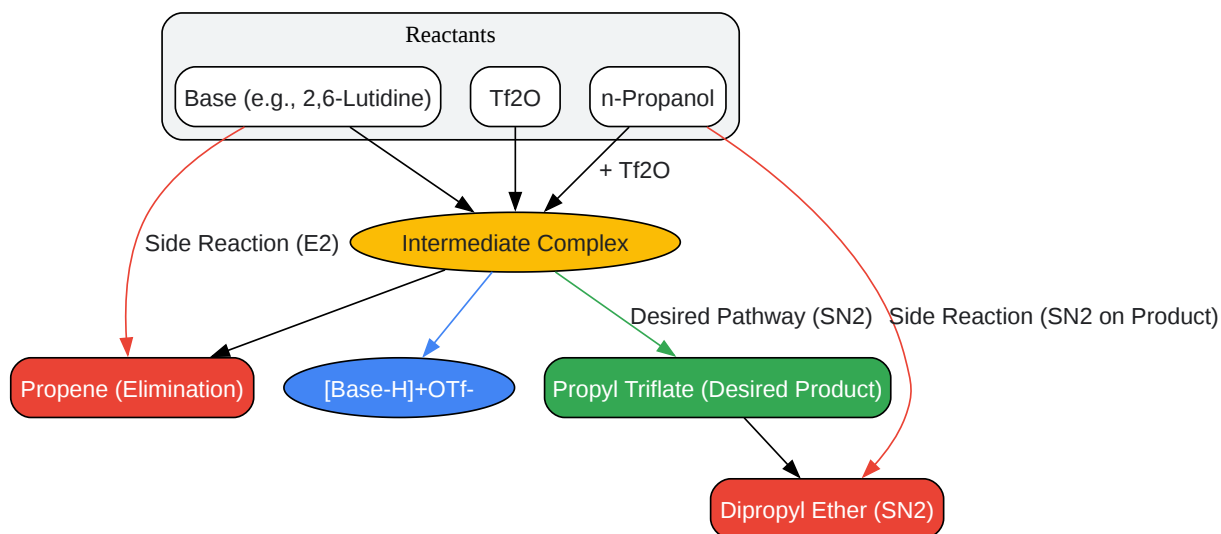 Reactants
Base (e.g., 2,6-Lutidine)
Tf2O
n-Propanol
+ Tf2O
Side Reaction (E2)
Intermediate Complex
Desired Pathway (SN2)
Side Reaction (SN2 on Product)
Propene (Elimination)
[Base-H]+OTf-
Propyl Triflate (Desired Product)
Dipropyl Ether (SN2)